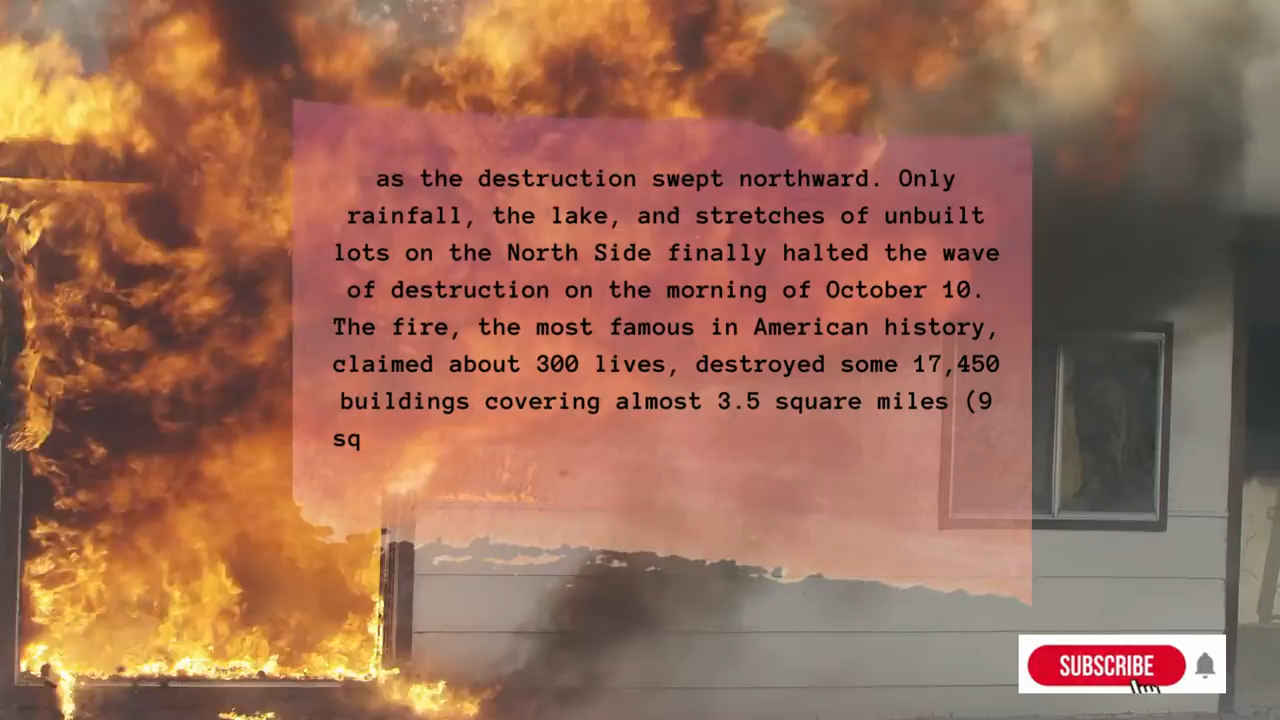 as the destruction swept northward. Only
rainfall, the lake, and stretches of unbuilt
lots on the North Side finally halted the wave
of destruction on the morning of October 10.
The fire, the most famous in American history,
claimed about 300 lives, destroyed some 17,450
buildings covering almost 3.5 square miles (9
sq
SUBSCRIBE